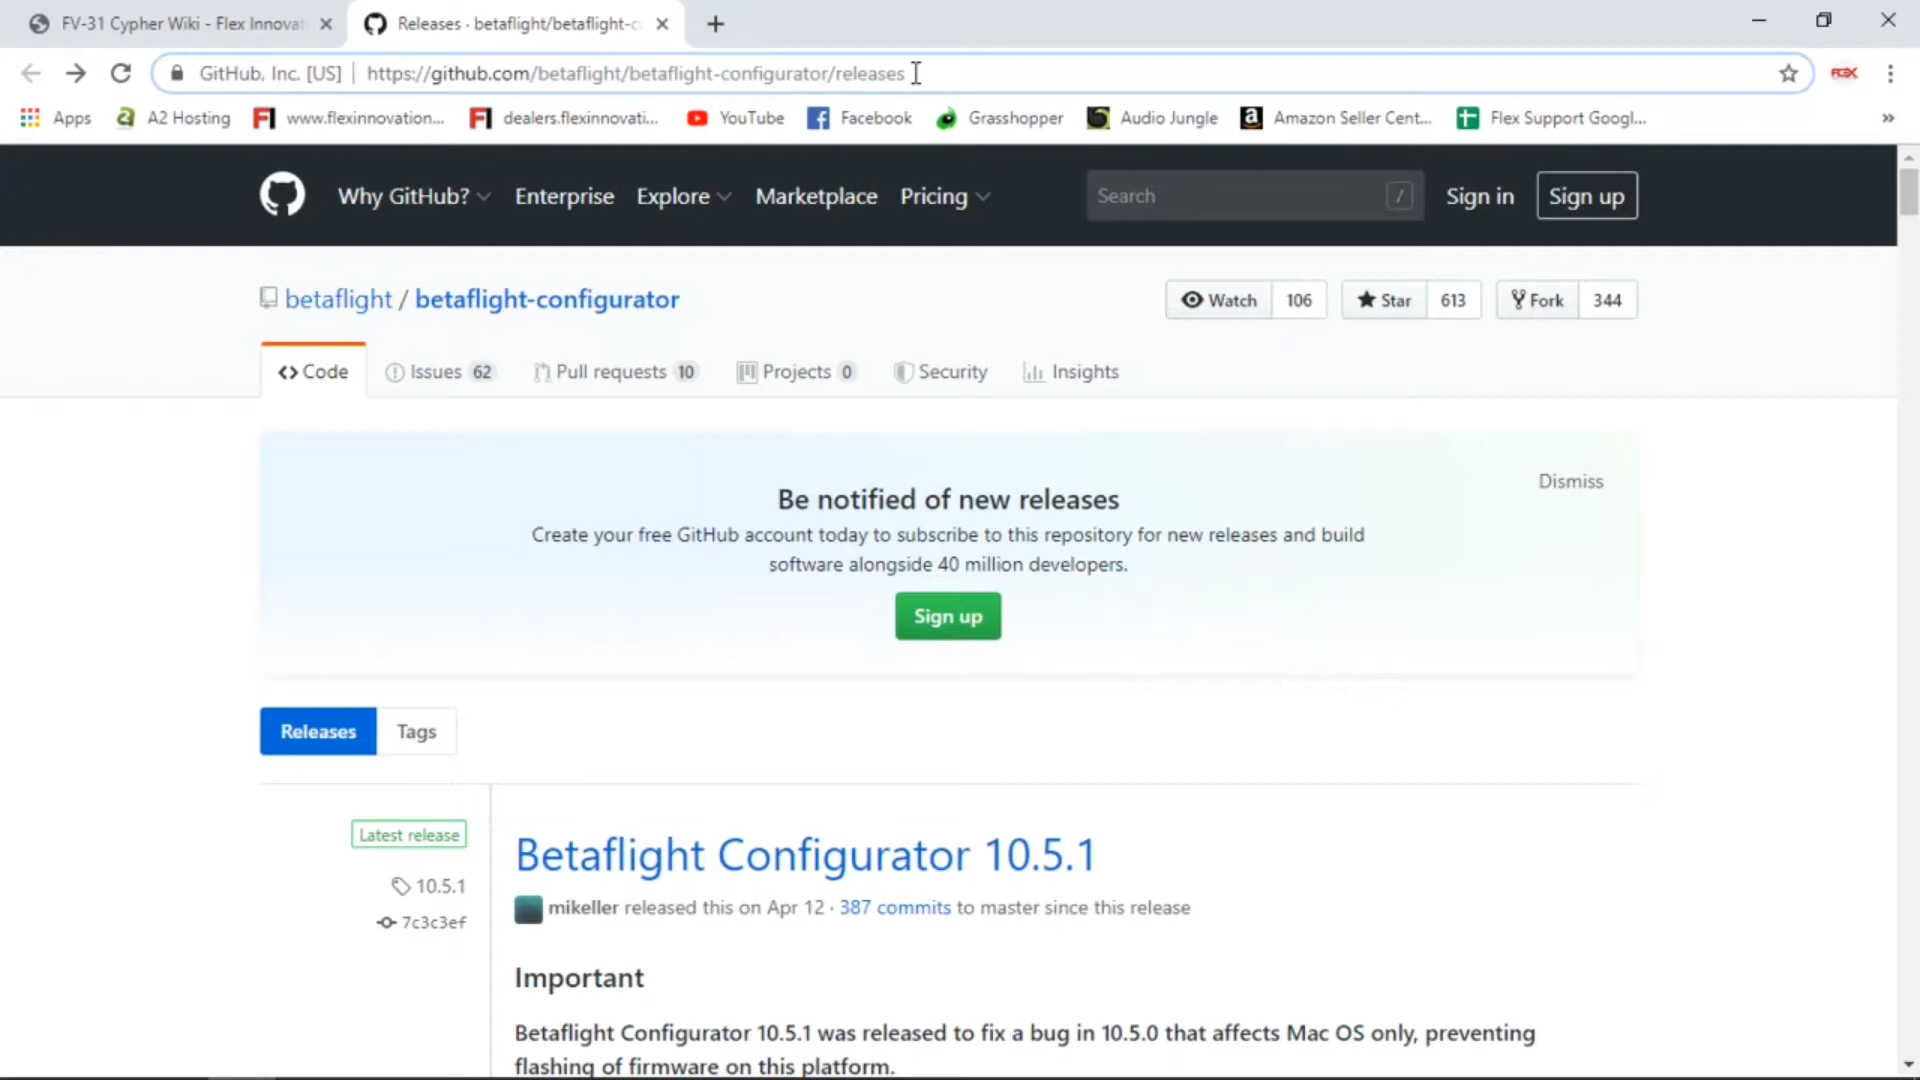 FV-31 Cypher Wiki - Flex Innovat
Releases · betaflight/betaflight-c
GitHub, Inc. [US] | https://github.com/betaflight/betaflight-configurator/releases
Apps A2 Hosting www.flexinnovation... dealers.flexinnovati... YouTube Facebook Grasshopper Audio Jungle Amazon Seller Cent... Flex Support Googl... »
Why GitHub? Enterprise Explore Marketplace Pricing Search / Sign in Sign up
betaflight / betaflight-configurator
Watch 106 Star 613 Fork 344
Code Issues 62 Pull requests 10 Projects 0 Security Insights
Dismiss
Be notified of new releases
Create your free GitHub account today to subscribe to this repository for new releases and build
software alongside 40 million developers.
Sign up
Releases Tags
Latest release
10.5.1
7c3c3ef
Betaflight Configurator 10.5.1
mikeller released this on Apr 12 · 387 commits to master since this release
Important
Betaflight Configurator 10.5.1 was released to fix a bug in 10.5.0 that affects Mac OS only, preventing
flashing of firmware on this platform.